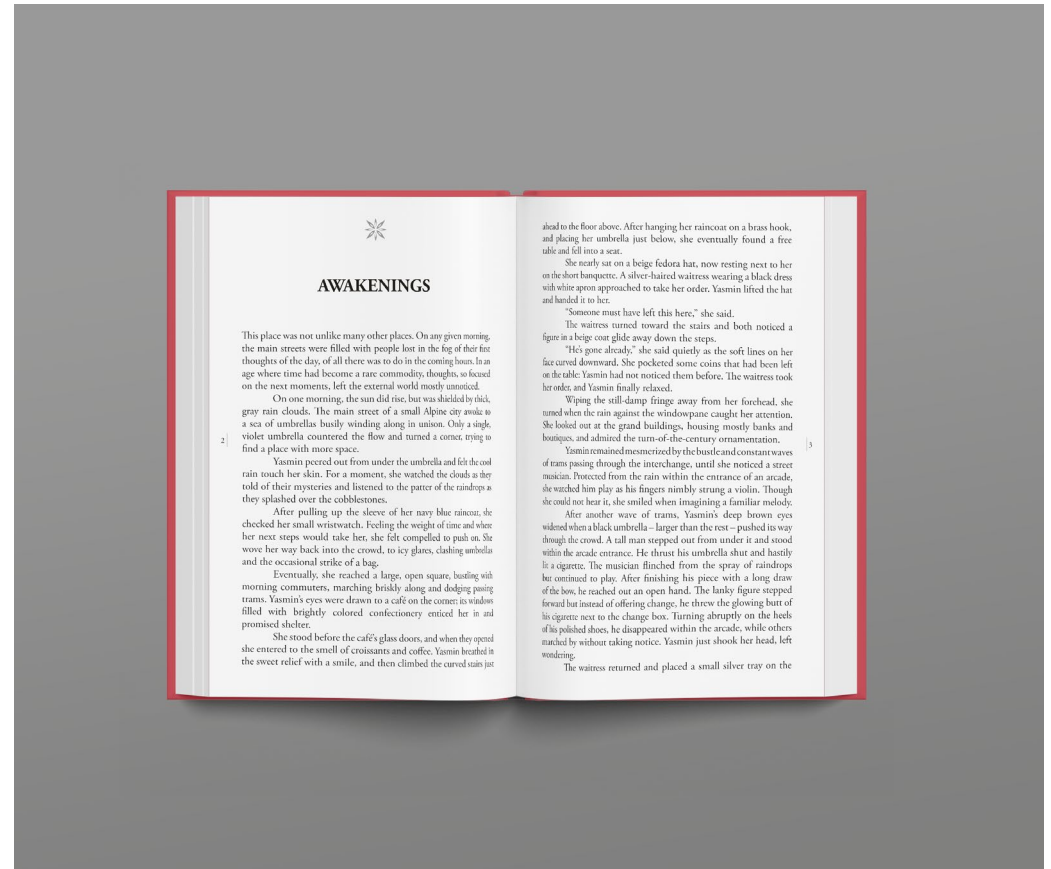 AWAKENINGS
This place was not unlike many other places. On any given morning,
the main streets were filled with people lost in the fog of their first
thoughts of the day, of all there was to do in the coming hours. In an
age where time had become a rare commodity, thoughts, so focused
on the next moments, left the external world mostly unnoticed.
On one morning, the sun did rise, but was shielded by thick,
gray rain clouds. The main street of a small Alpine city awoke to
a sea of umbrellas busily winding along in unison. Only a single,
violet umbrella countered the flow and turned a corner, trying to
find a place with more space.
Yasmin peered out from under the umbrella and felt the cool
rain touch her skin. For a moment, she watched the clouds as they
told of their mysteries and listened to the patter of the raindrops as
they splashed over the cobblestones.
After pulling up the sleeve of her navy blue raincoat, she
checked her small wristwatch. Feeling the weight of time and where
her next steps would take her, she felt compelled to push on. She
wove her way back into the crowd, to icy glares, clashing umbrellas
and the occasional strike of a bag.
Eventually, she reached a large, open square, bustling with
morning commuters, marching briskly along and dodging passing
trams. Yasmin's eyes were drawn to a café on the corner; its windows
filled with brightly colored confectionery enticed her in and
promised shelter.
She stood before the café's glass doors, and when they opened
she entered to the smell of croissants and coffee. Yasmin breathed in
the sweet relief with a smile, and then climbed the curved stairs just
2
ahead to the floor above. After hanging her raincoat on a brass hook,
and placing her umbrella just below, she eventually found a free
table and fell into a seat.
She nearly sat on a beige fedora hat, now resting next to her
on the short banquette. A silver-haired waitress wearing a black dress
with white apron approached to take her order. Yasmin lifted the hat
and handed it to her.
"Someone must have left this here," she said.
The waitress turned toward the stairs and both noticed a
figure in a beige coat glide away down the steps.
"He's gone already," she said quietly as the soft lines on her
face curved downward. She pocketed some coins that had been left
on the table: Yasmin had not noticed them before. The waitress took
her order, and Yasmin finally relaxed.
Wiping the still-damp fringe away from her forehead, she
turned when the rain against the windowpane caught her attention.
She looked out at the grand buildings, housing mostly banks and
boutiques, and admired the turn-of-the-century ornamentation.
Yasmin remained mesmerized by the bustle and constant waves
of trams passing through the interchange, until she noticed a street
musician. Protected from the rain within the entrance of an arcade,
she watched him play as his fingers nimbly strung a violin. Though
she could not hear it, she smiled when imagining a familiar melody.
After another wave of trams, Yasmin's deep brown eyes
widened when a black umbrella – larger than the rest – pushed its way
through the crowd. A tall man stepped out from under it and stood
within the arcade entrance. He thrust his umbrella shut and hastily
lit a cigarette. The musician flinched from the spray of raindrops
but continued to play. After finishing his piece with a long draw
of the bow, he reached out an open hand. The lanky figure stepped
forward but instead of offering change, he threw the glowing butt of
his cigarette next to the change box. Turning abruptly on the heels
of his polished shoes, he disappeared within the arcade, while others
marched by without taking notice. Yasmin just shook her head, left
wondering.
The waitress returned and placed a small silver tray on the
3